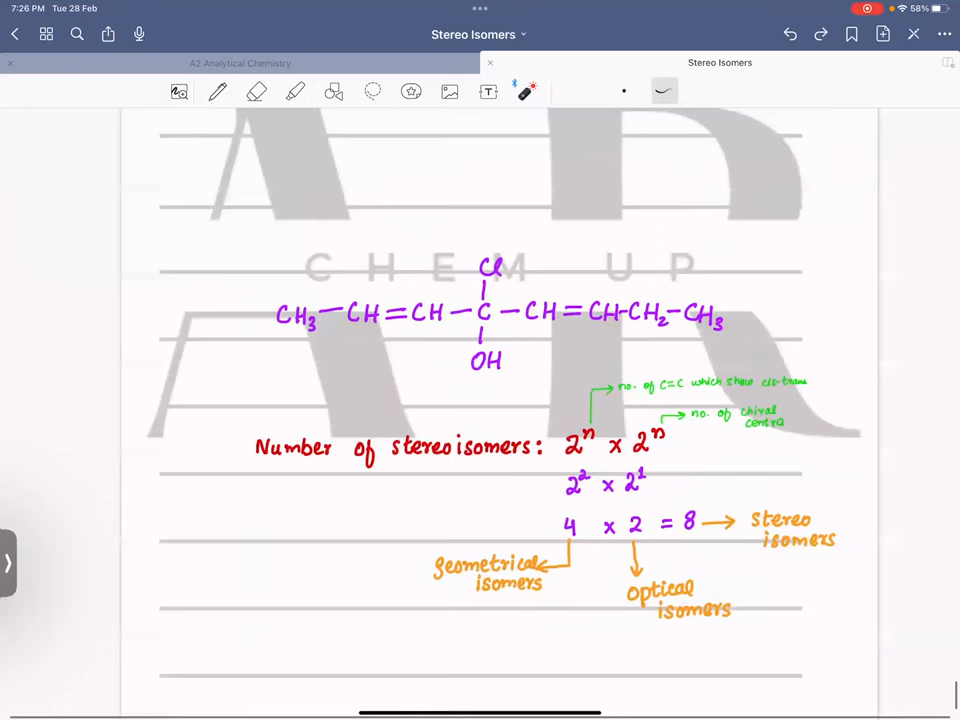 7:26 PM Tue 28 Feb
58%
Stereo Isomers
A2 Analytical Chemistry
Stereo Isomers
T
A R
CHEM UP
Cl
CH₃—CH=CH—C—CH=CH-CH₂-CH₃
OH
no. of C=C which show cis-trans
no. of chiral
Number of stereoisomers: 2ⁿ x 2ⁿ
2² x 2¹
4 x 2 = 8 → stereo
isomers
geometrical
isomers
optical
isomers
A R